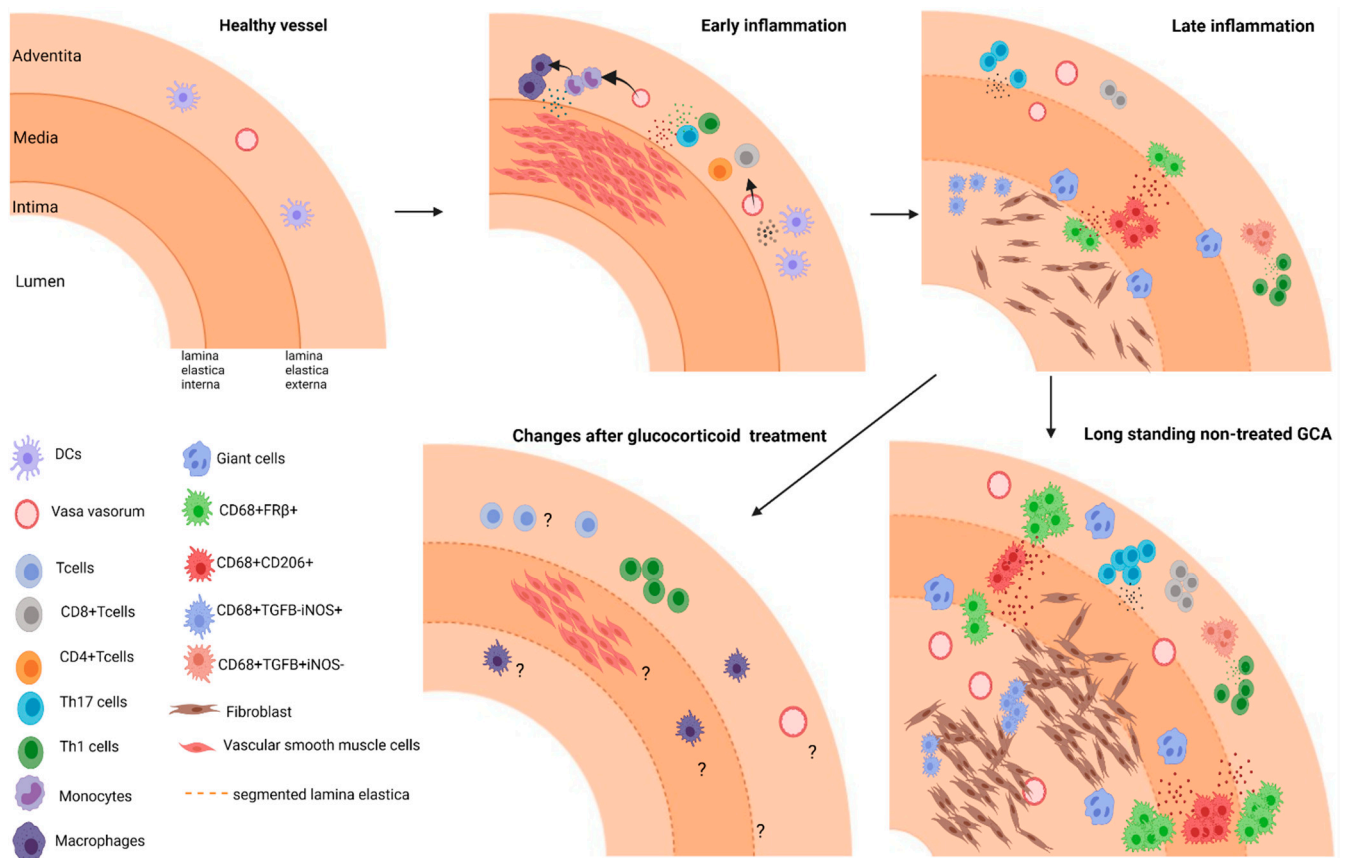 Healthy vessel
Adventita
Media
Intima
Lumen
lamina
elastica
interna
lamina
elastica
externa
Early inflammation
Late inflammation
Changes after glucocorticoid treatment
?
?
?
?
?
?
Long standing non-treated GCA
DCs
Vasa vasorum
Tcells
CD8+Tcells
CD4+Tcells
Th17 cells
Th1 cells
Monocytes
Macrophages
Giant cells
CD68+FRβ+
CD68+CD206+
CD68+TGFB-iNOS+
CD68+TGFB+iNOS-
Fibroblast
Vascular smooth muscle cells
segmented lamina elastica